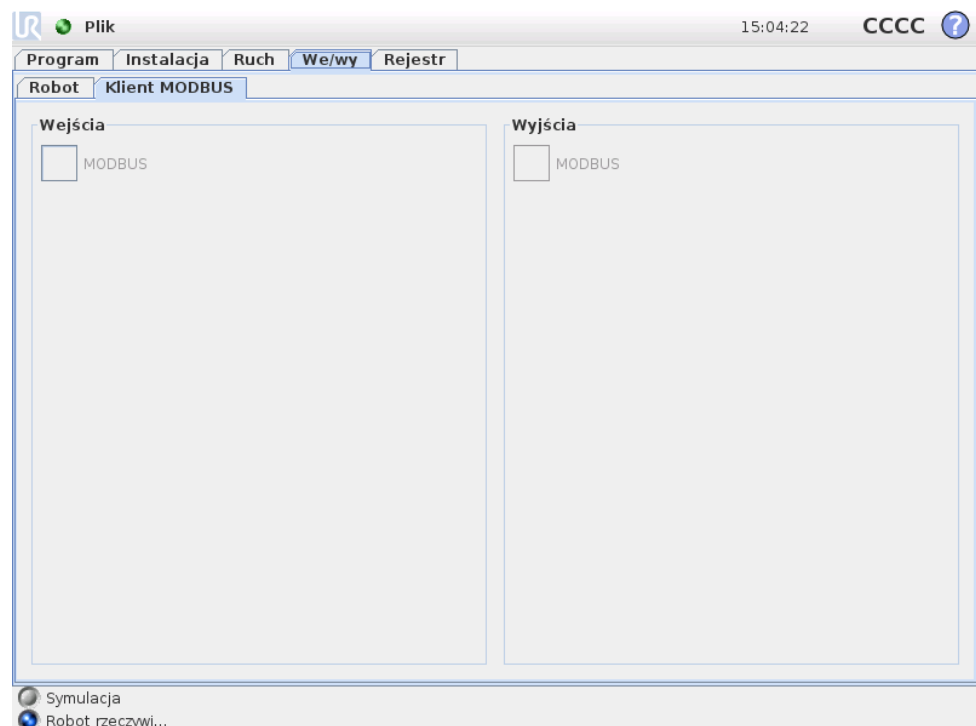 UR Plik 15:04:22 CCCC ?
Program Instalacja Ruch We/wy Rejestr
Robot Klient MODBUS
Wejścia Wyjścia
MODBUS MODBUS
Symulacja
Robot rzeczywi...